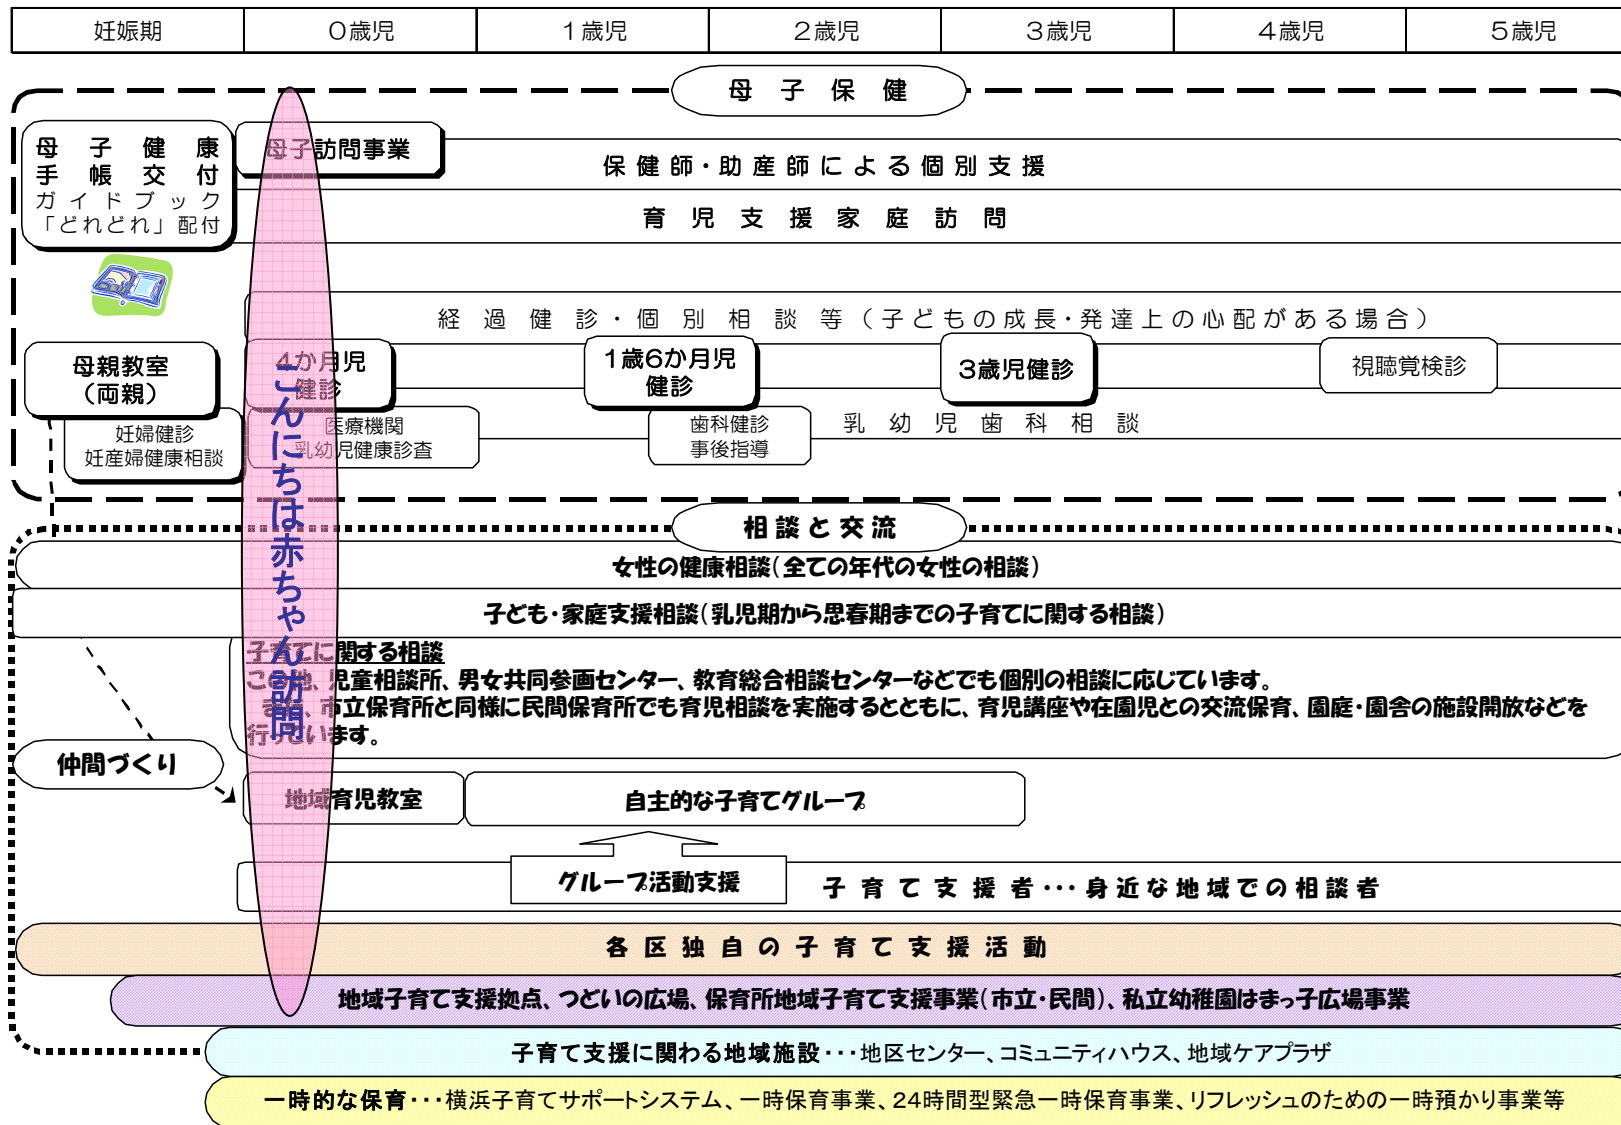 妊娠期 0歳児 1歳児 2歳児 3歳児 4歳児 5歳児
母子保健
母子健康
手帳交付
ガイドブック
「どれどれ」配付
母子訪問事業
保健師・助産師による個別支援
育児支援家庭訪問
経過健診・個別相談等(子どもの成長・発達上の心配がある場合)
母親教室
(両親)
4か月児
健診
1歳6か月児
健診
3歳児健診
視聴覚検診
妊婦健診
妊産婦健康相談
医療機関
乳幼児健康診査
歯科健診
事後指導
乳幼児歯科相談
こんにちは赤ちゃん訪問
相談と交流
女性の健康相談(全ての年代の女性の相談)
子ども・家庭支援相談(乳児期から思春期までの子育てに関する相談)
子育てに関する相談
この他、児童相談所、男女共同参画センター、教育総合相談センターなどでも個別の相談に応じています。
また、市立保育所と同様に民間保育所でも育児相談を実施するとともに、育児講座や在園児との交流保育、園庭・園舎の施設開放などを
行っています。
仲間づくり
地域育児教室
自主的な子育てグループ
グループ活動支援
子育て支援者・・・身近な地域での相談者
各区独自の子育て支援活動
地域子育て支援拠点、つどいの広場、保育所地域子育て支援事業(市立・民間)、私立幼稚園はまっ子広場事業
子育て支援に関わる地域施設・・・地区センター、コミュニティハウス、地域ケアプラザ
一時的な保育・・・横浜子育てサポートシステム、一時保育事業、24時間型緊急一時保育事業、リフレッシュのための一時預かり事業等